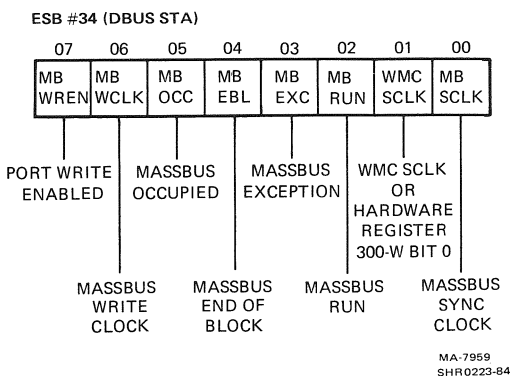 ESB #34 (DBUS STA)
07 06 05 04 03 02 01 00
MB MB MB MB MB MB WMC MB
WREN WCLK OCC EBL EXC RUN SCLK SCLK
PORT WRITE
ENABLED
MASSBUS
OCCUPIED
MASSBUS
EXCEPTION
WMC SCLK
OR
HARDWARE
REGISTER
300-W BIT 0
MASSBUS
WRITE
CLOCK
MASSBUS
END OF
BLOCK
MASSBUS
RUN
MASSBUS
SYNC
CLOCK
MA-7959
SHR0223-84